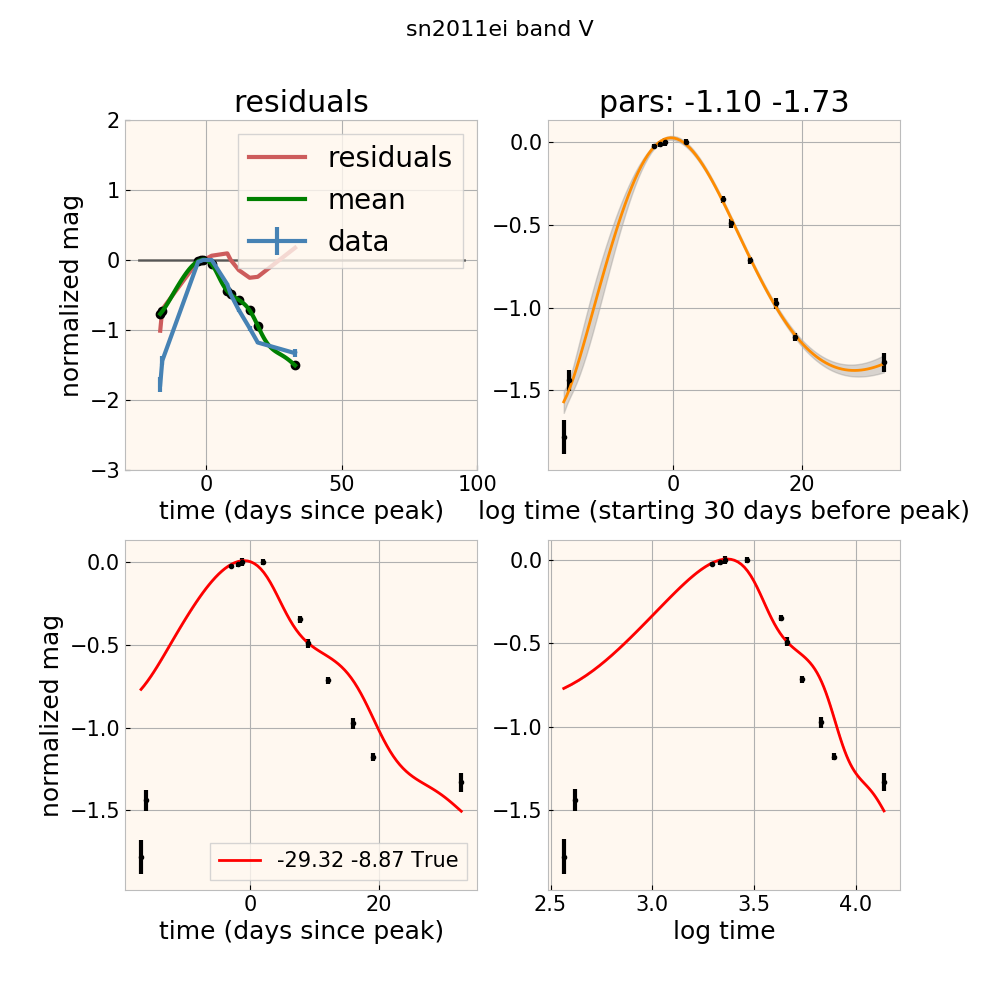 sn2011ei band V
residuals
pars: -1.10 -1.73
2
1
0
−1
−2
−3
normalized mag
residuals
mean
data
0
50
100
time (days since peak)
0.0
−0.5
−1.0
−1.5
0
20
log time (starting 30 days before peak)
0.0
−0.5
−1.0
−1.5
normalized mag
-29.32 -8.87 True
0
20
time (days since peak)
0.0
−0.5
−1.0
−1.5
2.5
3.0
3.5
4.0
log time